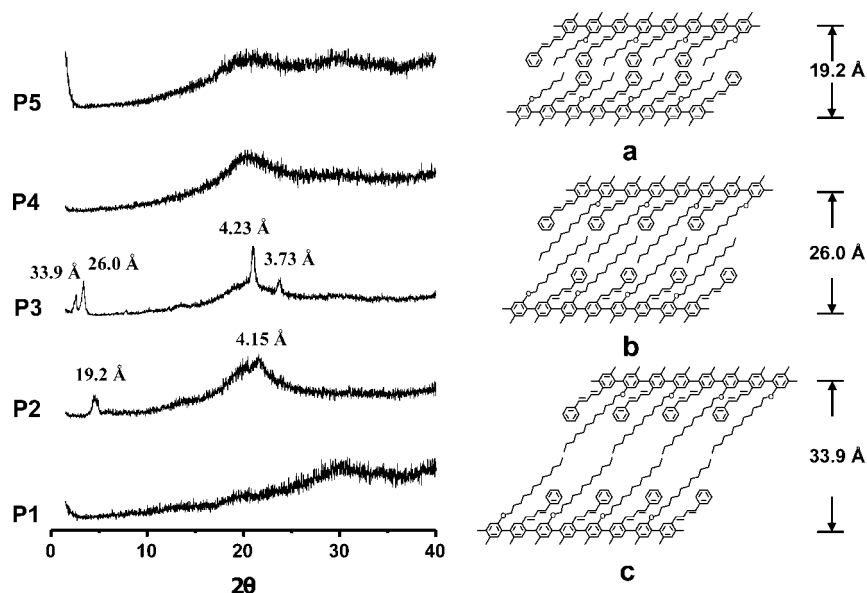 P5
P4
4.23 Å
3.73 Å
33.9 Å
26.0 Å
P3
4.15 Å
19.2 Å
P2
P1
0
10
20
30
40
2θ
19.2 Å
a
26.0 Å
b
33.9 Å
c